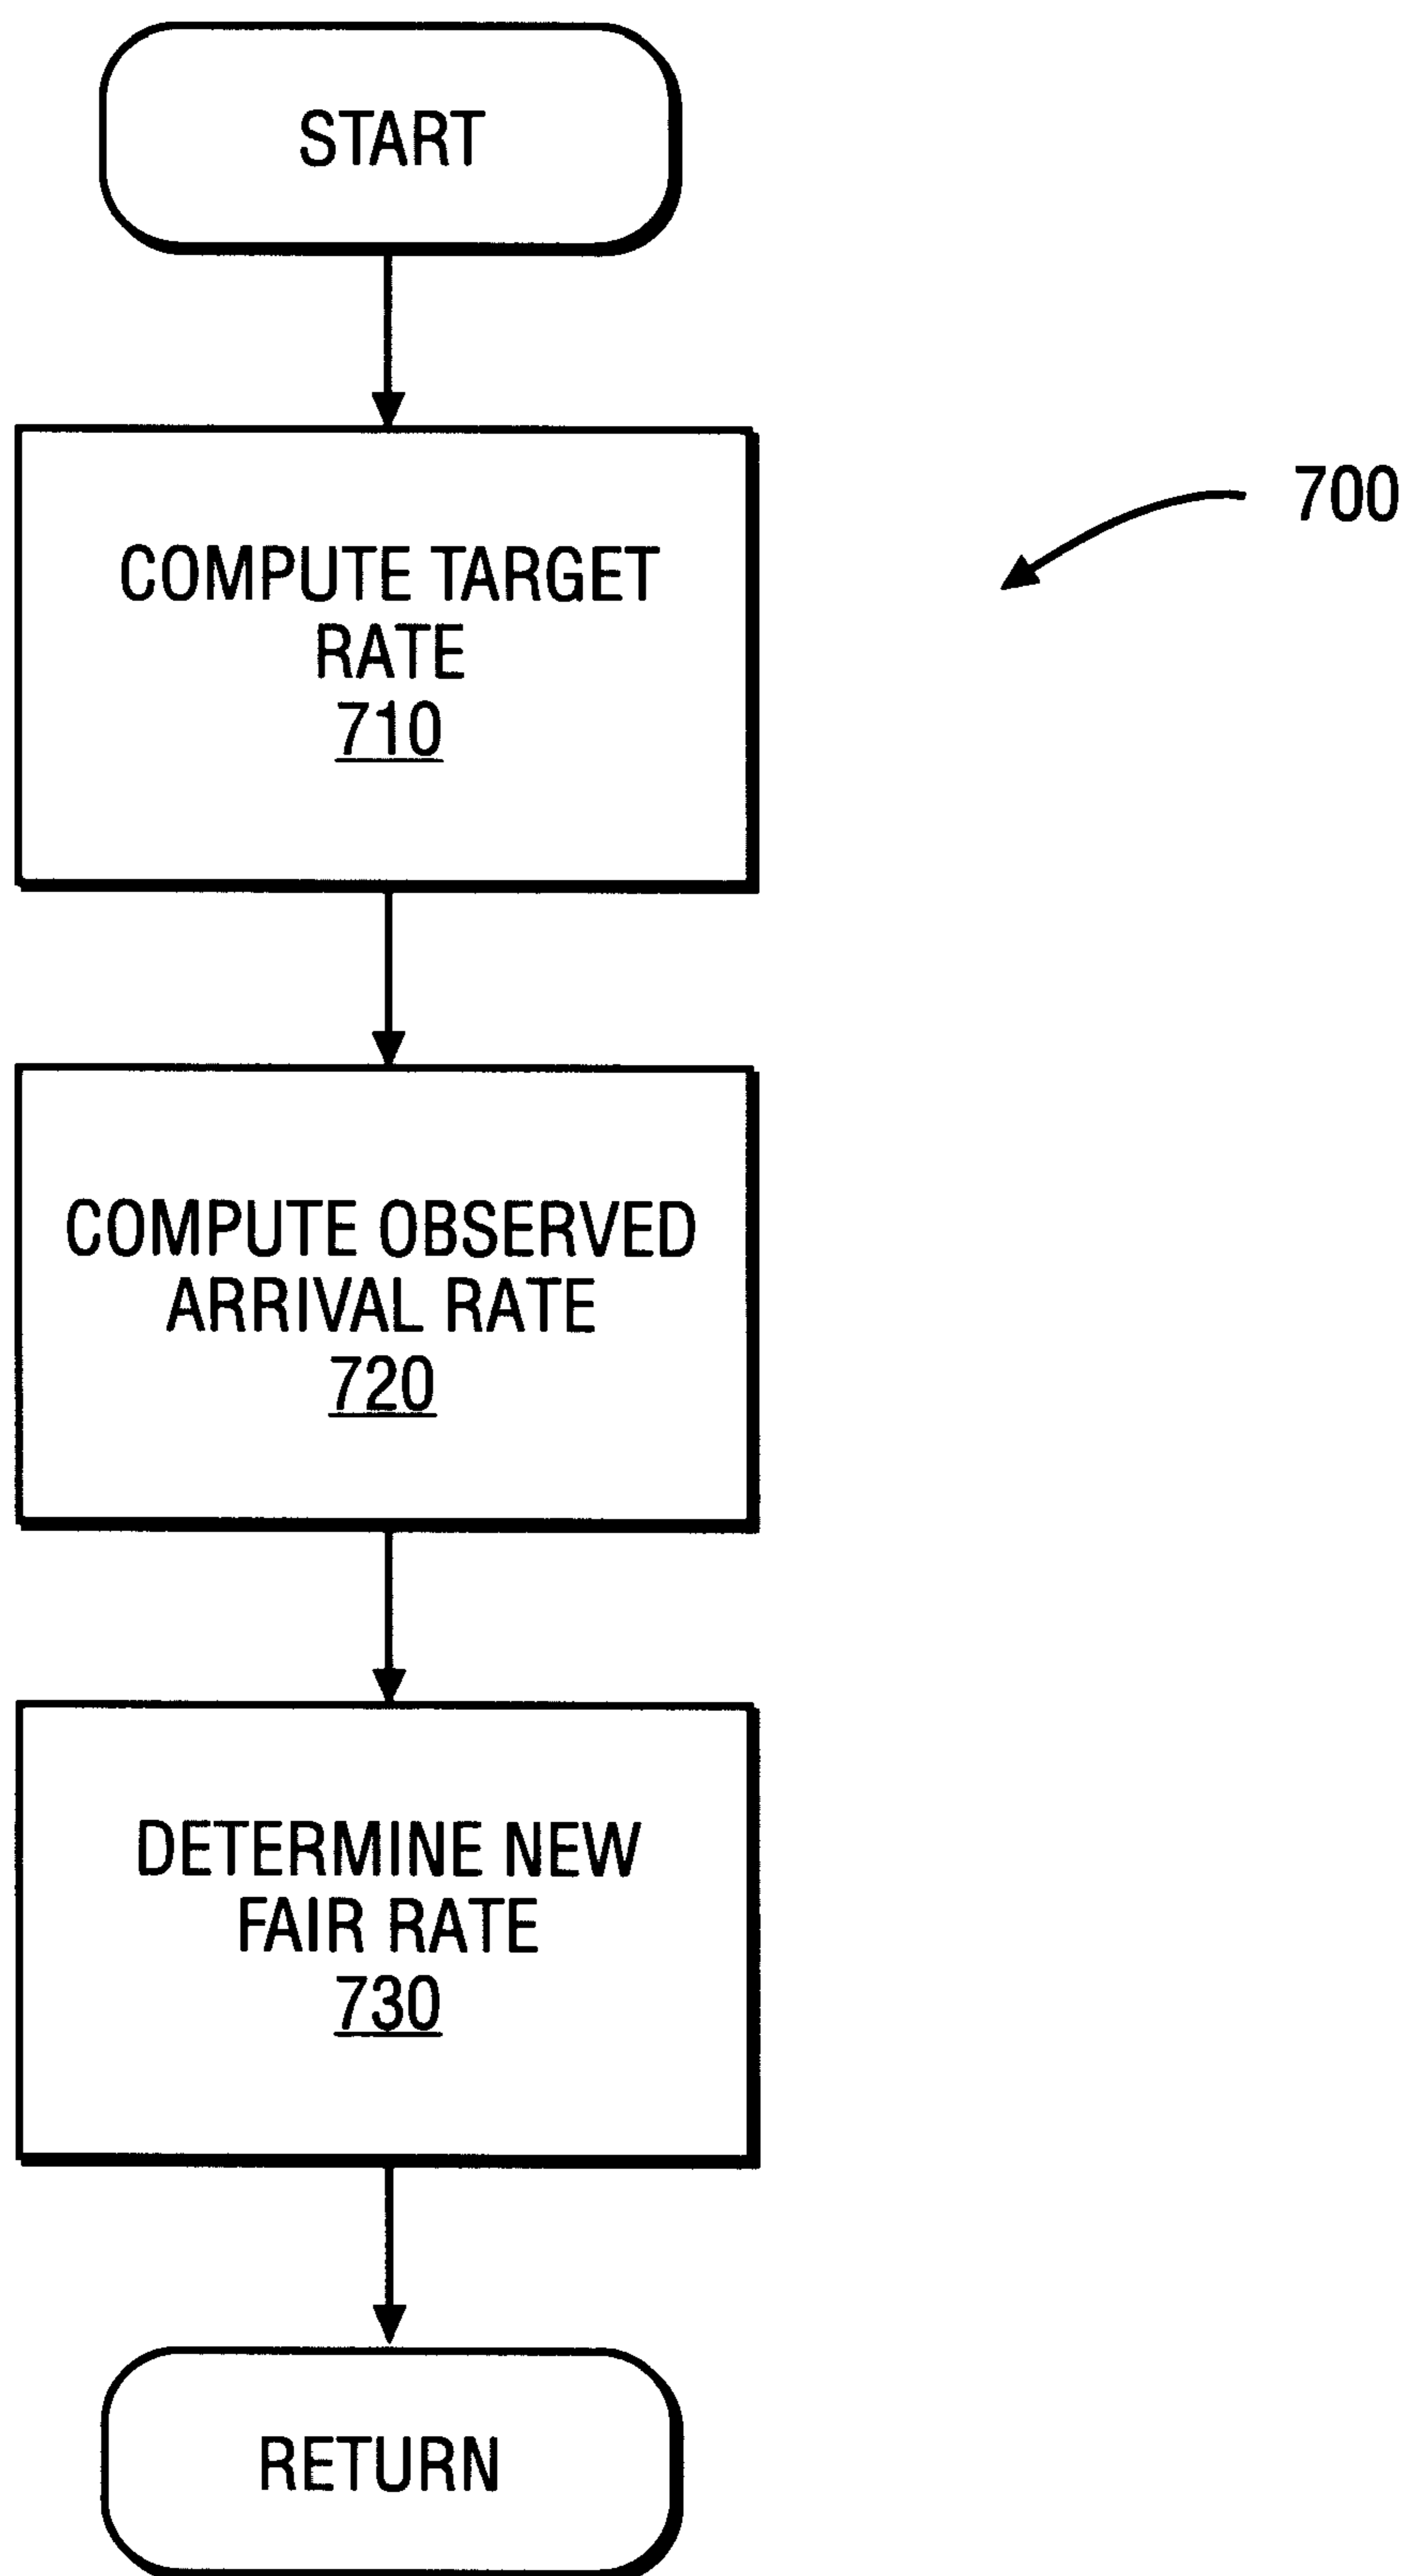 START
700
COMPUTE TARGET
RATE
710
COMPUTE OBSERVED
ARRIVAL RATE
720
DETERMINE NEW
FAIR RATE
730
RETURN